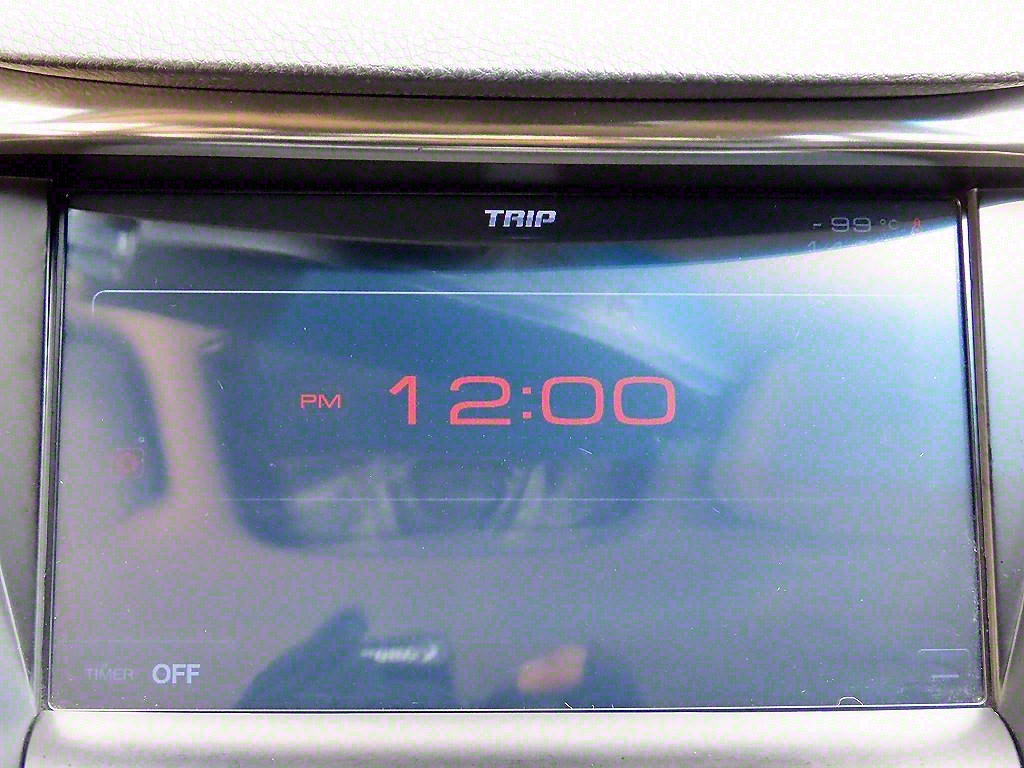 TRIP
-99 °C
PM 12:00
TIMER OFF